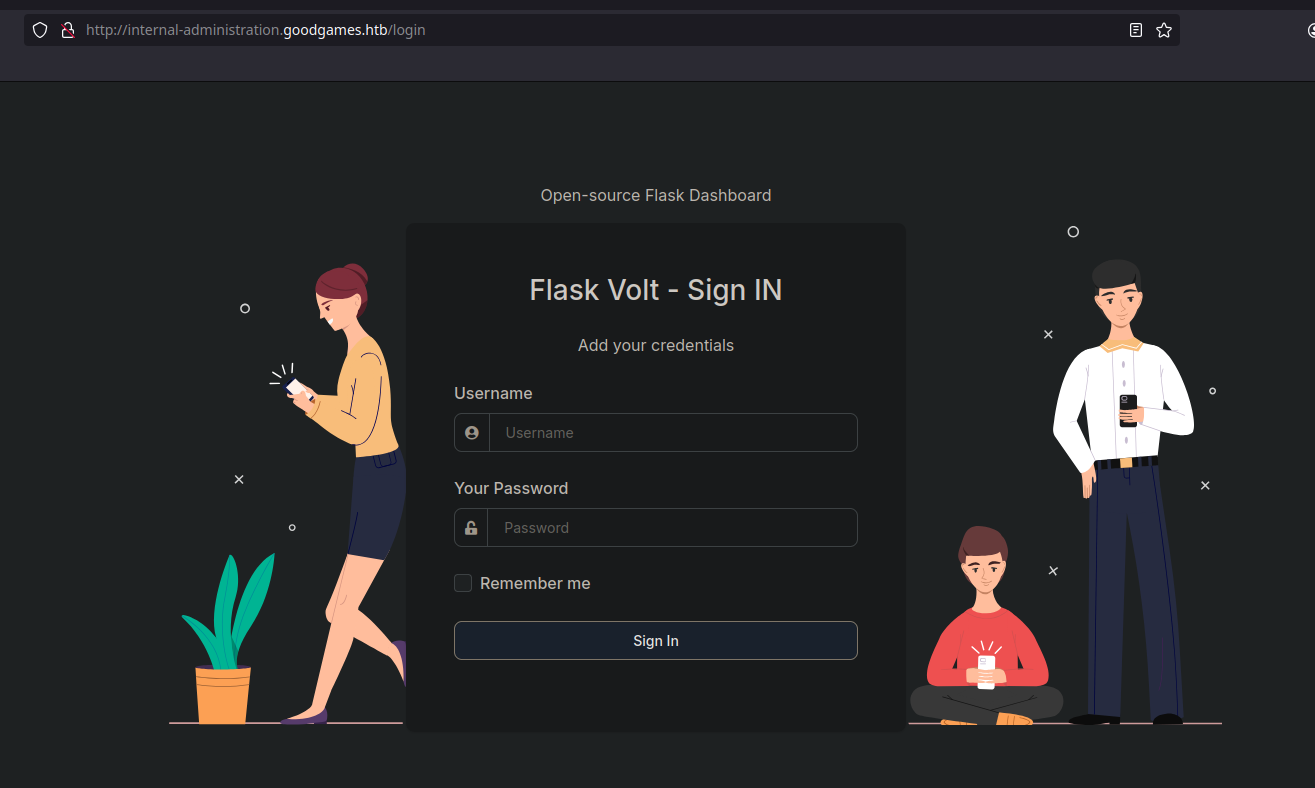 http://internal-administration.goodgames.htb/login
Open-source Flask Dashboard
Flask Volt - Sign IN
Add your credentials
Username
Username
Your Password
Password
Remember me
Sign In